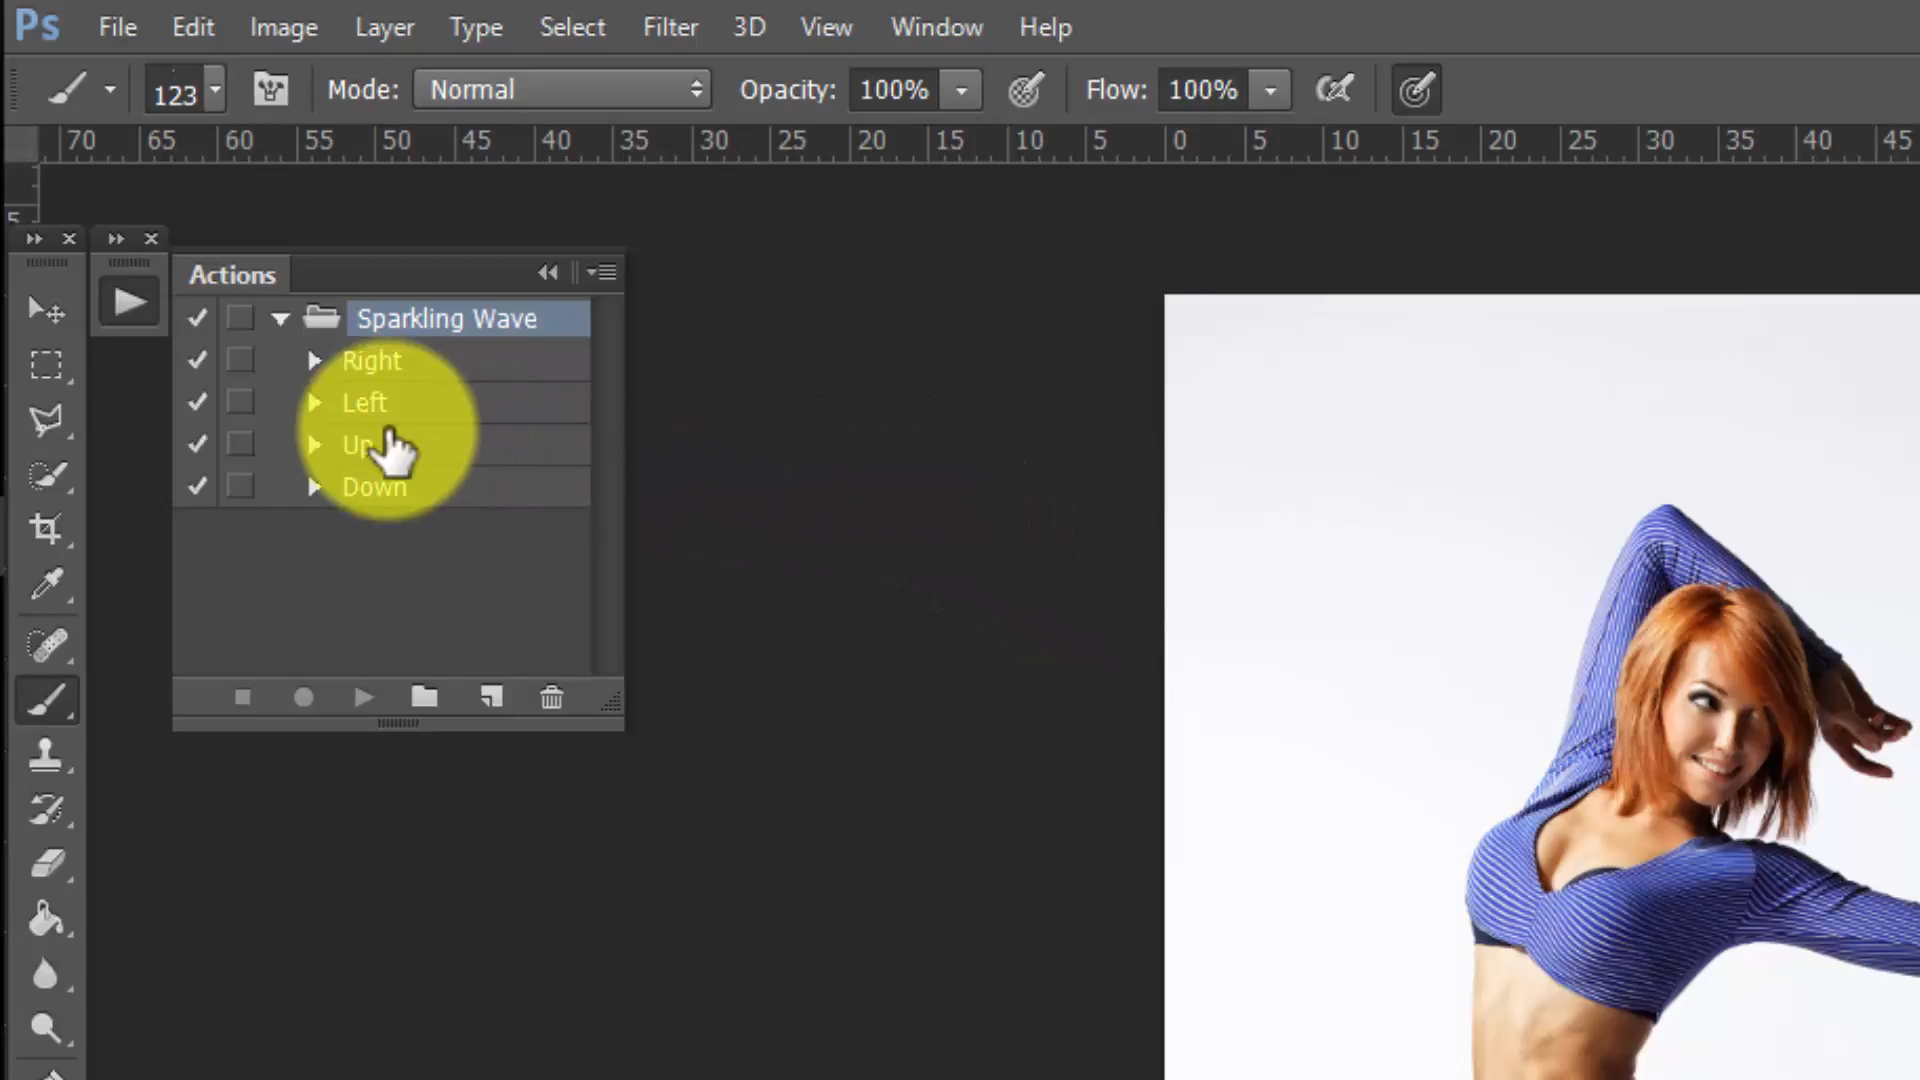 Ps File Edit Image Layer Type Select Filter 3D View Window Help
123 Mode: Normal Opacity: 100% Flow: 100%
70 65 60 55 50 45 40 35 30 25 20 15 10 5 0 5 10 15 20 25 30 35 40 45
5
Actions
Sparkling Wave
Right
Left
Up
Down